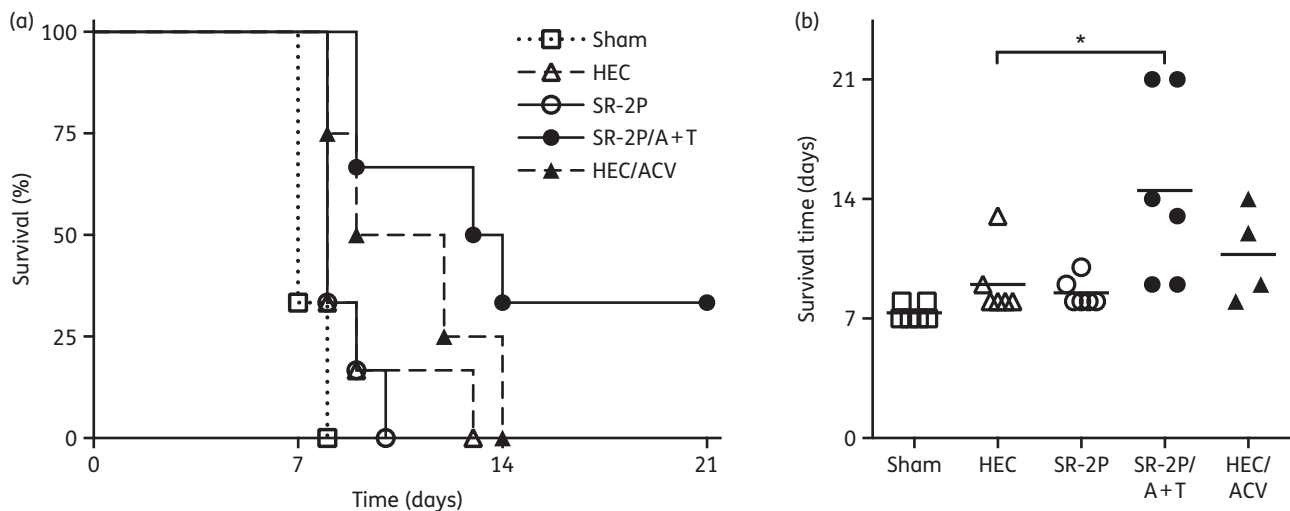 (a)
100
75
50
25
0
Survival (%)
0 7 14 21
Time (days)
Sham
HEC
SR-2P
SR-2P/A+T
HEC/ACV
(b)
*
21
14
7
0
Survival time (days)
Sham HEC SR-2P SR-2P/ HEC/
A+T ACV